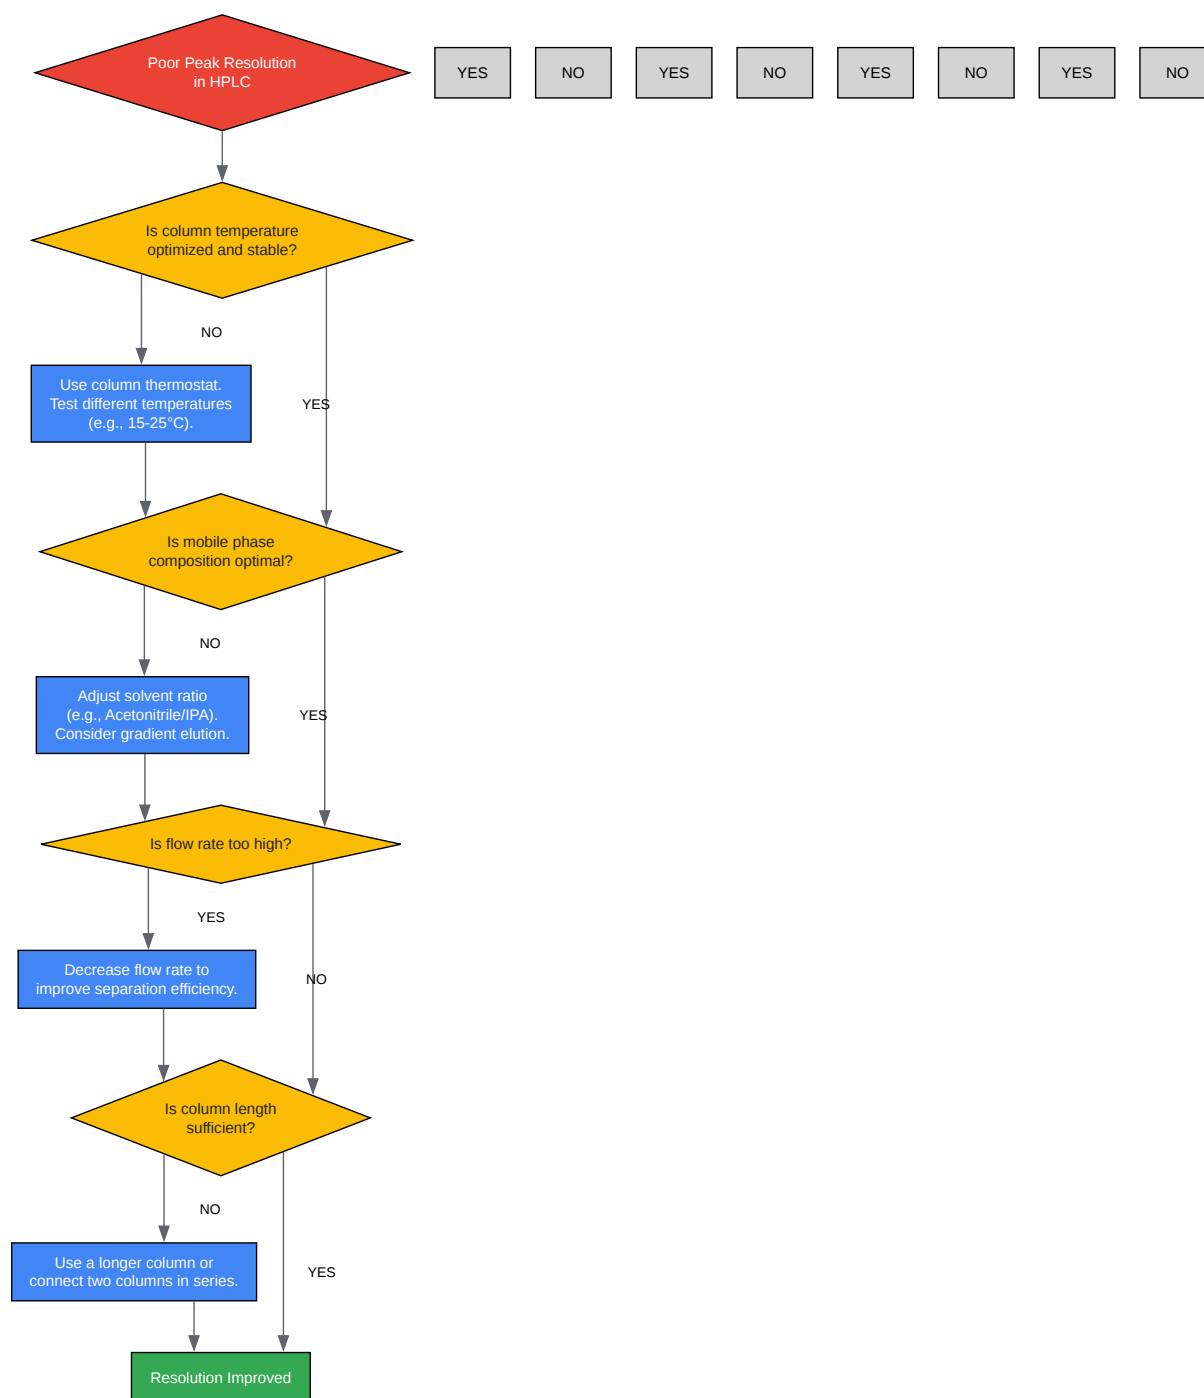 Poor Peak Resolution
in HPLC
YES
NO
YES
NO
YES
NO
YES
NO
Is column temperature
optimized and stable?
NO
Use column thermostat.
Test different temperatures
(e.g., 15-25°C).
YES
Is mobile phase
composition optimal?
NO
Adjust solvent ratio
(e.g., Acetonitrile/IPA).
Consider gradient elution.
YES
Is flow rate too high?
YES
Decrease flow rate to
improve separation efficiency.
NO
Is column length
sufficient?
NO
Use a longer column or
connect two columns in series.
YES
Resolution Improved